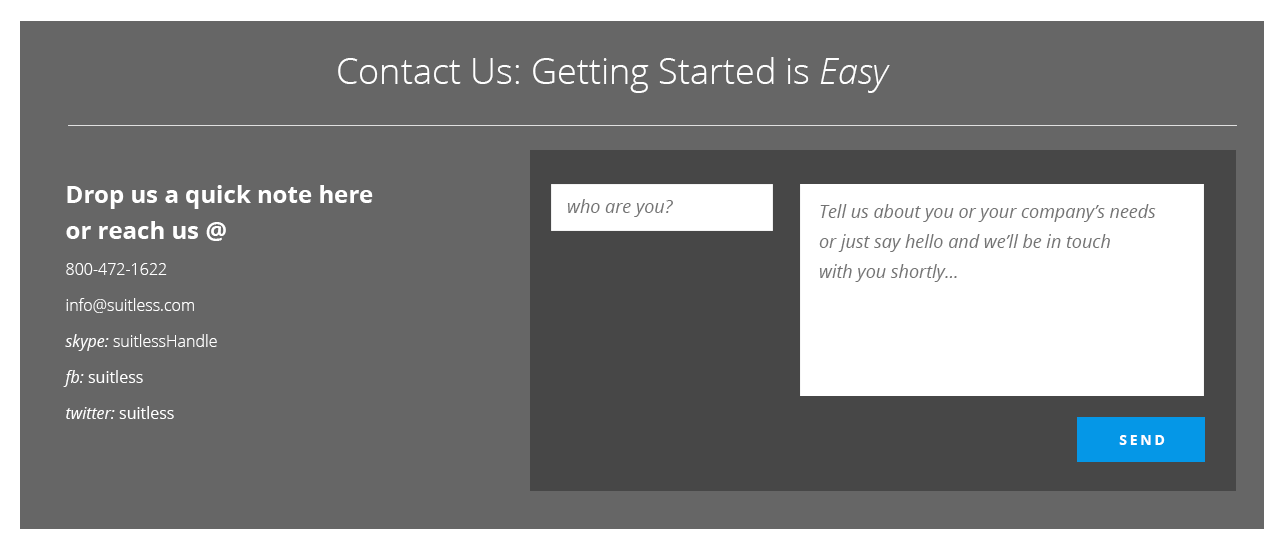 Contact Us: Getting Started is Easy
Drop us a quick note here
or reach us @
800-472-1622
info@suitless.com
skype: suitlessHandle
fb: suitless
twitter: suitless
who are you?
Tell us about you or your company’s needs
or just say hello and we’ll be in touch
with you shortly...
SEND